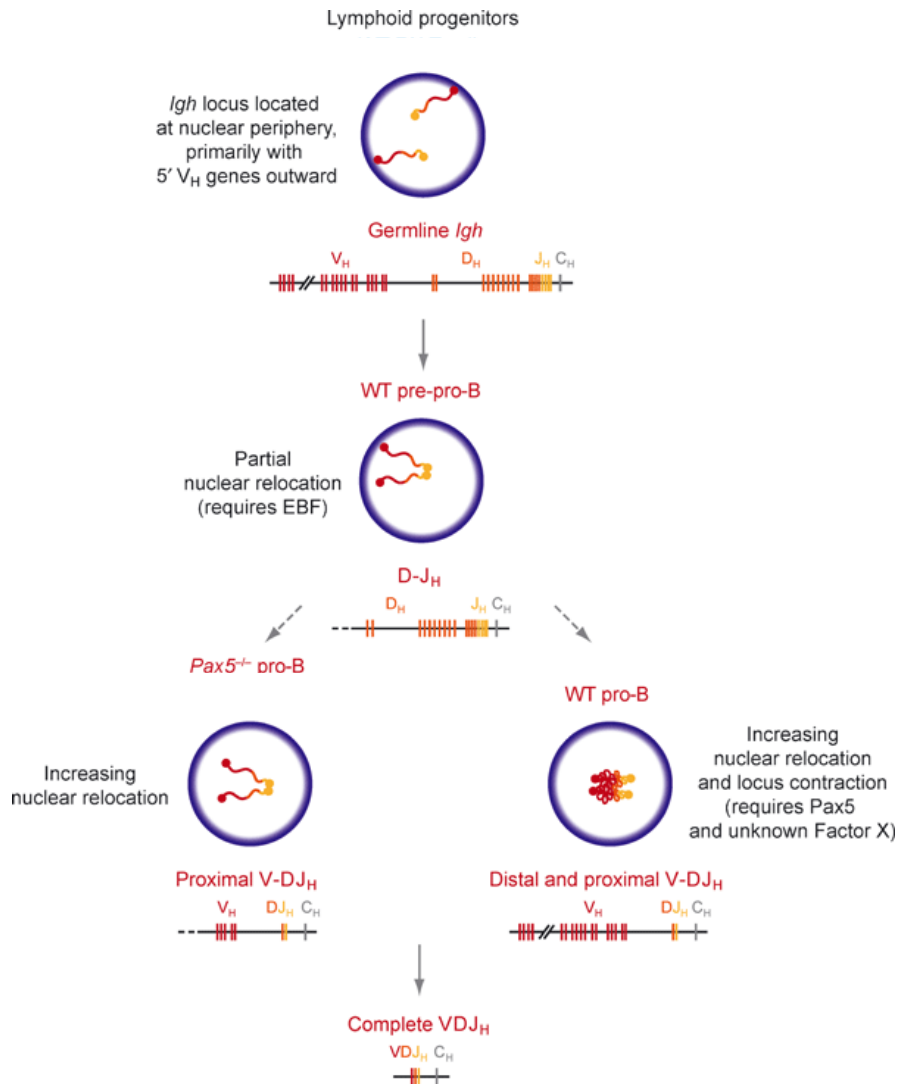 Lymphoid progenitors
Igh locus located
at nuclear periphery,
primarily with
5′ VH genes outward
Germline Igh
VH DH JH CH
WT pre-pro-B
Partial
nuclear relocation
(requires EBF)
D-JH
DH JH CH
Pax5–/– pro-B
WT pro-B
Increasing
nuclear relocation
Increasing
nuclear relocation
and locus contraction
(requires Pax5
and unknown Factor X)
Proximal V-DJH
VH DJH CH
Distal and proximal V-DJH
VH DJH CH
Complete VDJH
VDJH CH